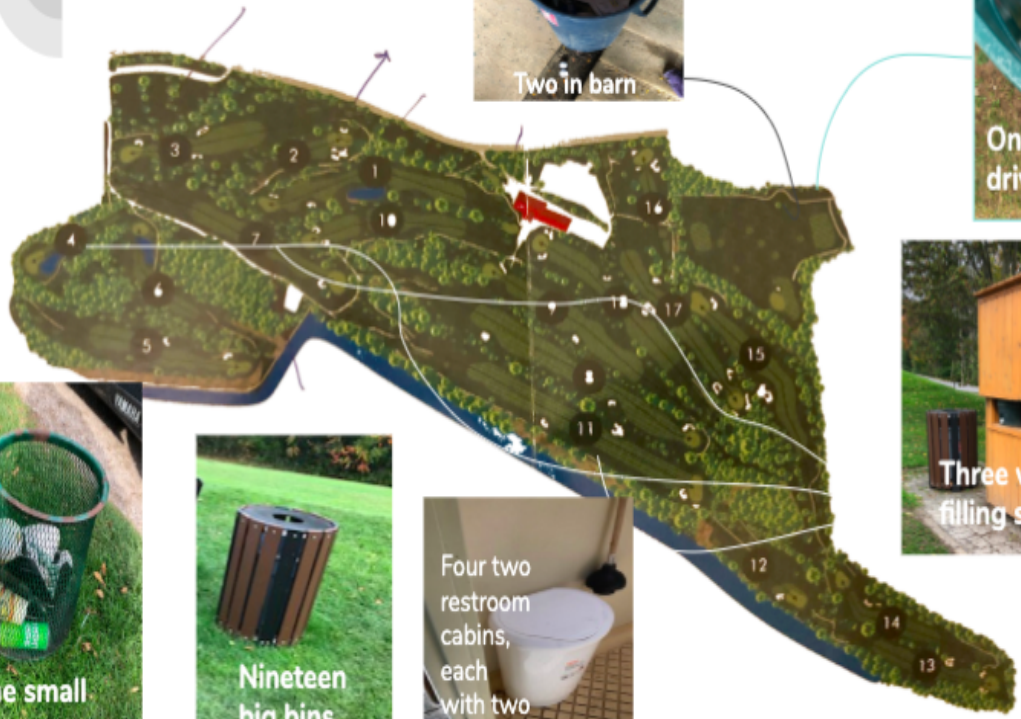 Two in barn
On
driv
3
2
1
16
10
4
7
6
9
18
17
5
15
8
11
YAMAHA
Three w
filling s
12
14
13
Four two
restroom
cabins,
each
with two
Nineteen
big bins
e small